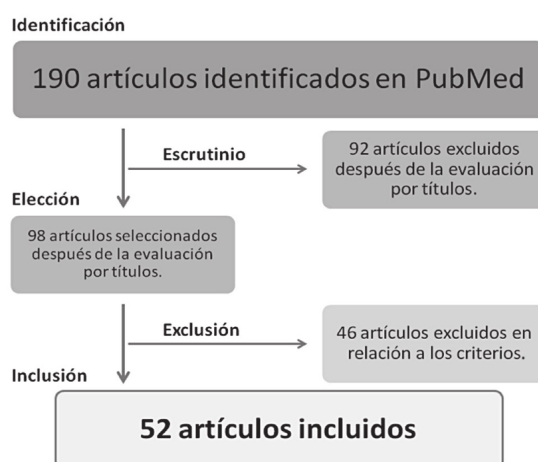 Identificación
190 artículos identificados en PubMed
Escrutinio
92 artículos excluidos
después de la evaluación
por títulos.
Elección
98 artículos seleccionados
después de la evaluación
por títulos.
Exclusión
46 artículos excluidos en
relación a los criterios.
Inclusión
52 artículos incluidos